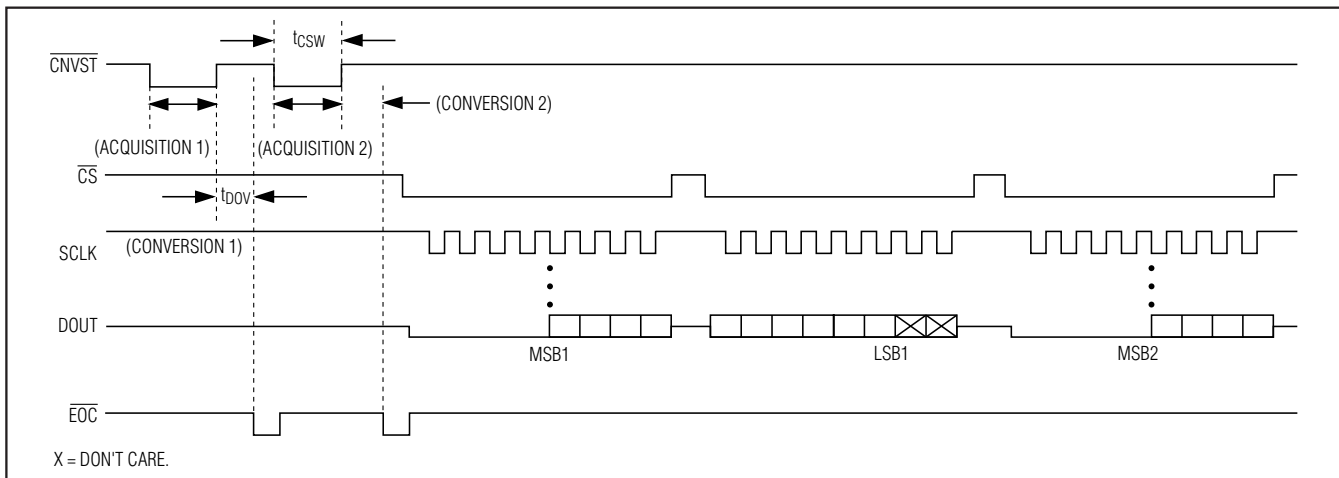 tCSW
CNVST
(CONVERSION 2)
(ACQUISITION 1)
(ACQUISITION 2)
CS
tDOV
(CONVERSION 1)
SCLK
DOUT
MSB1
LSB1
MSB2
EOC
X = DON'T CARE.